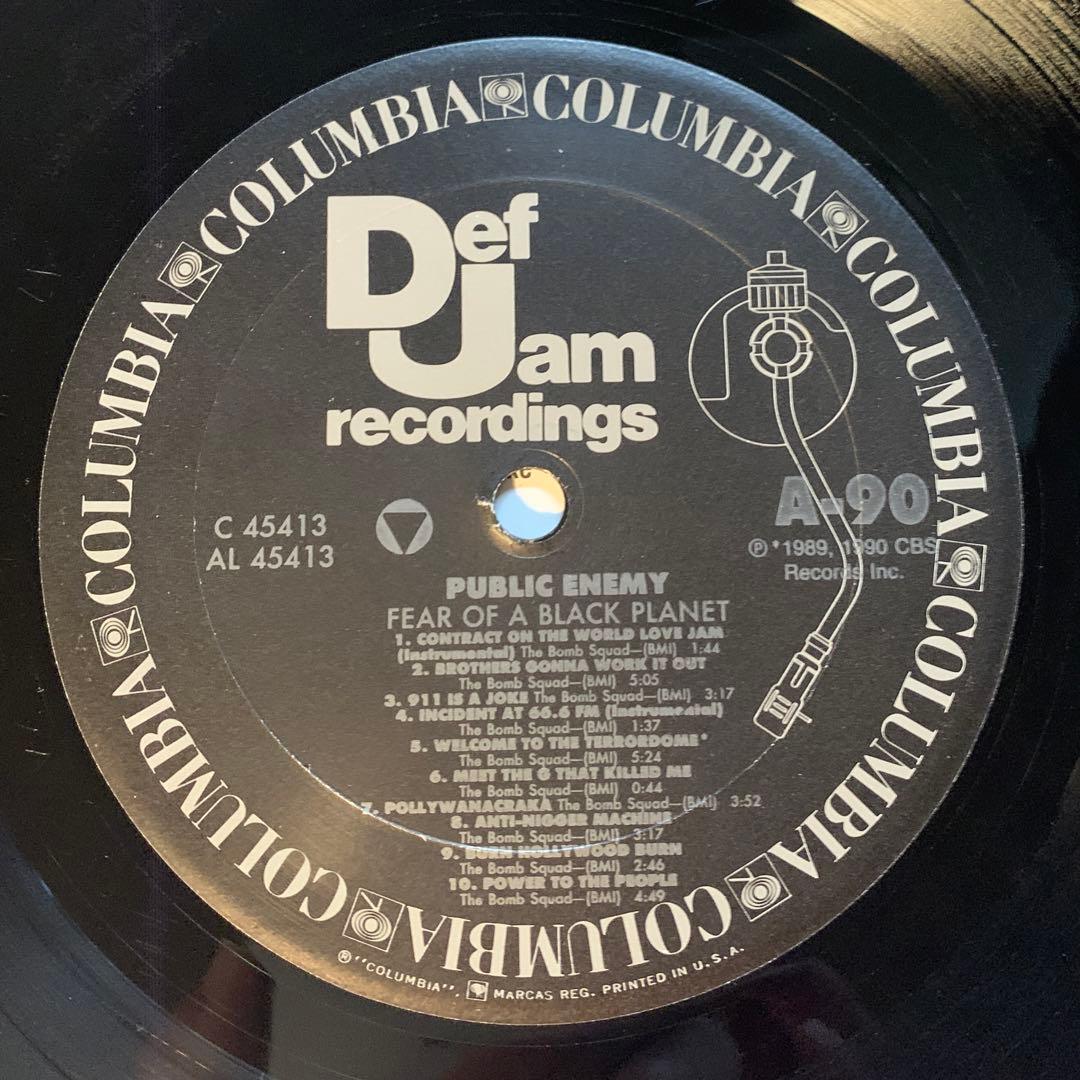 COLUMBIA COLUMBIA COLUMBIA COLUMBIA COLUMBIA COLUMBIA COLUMBIA COLUMBIA
Def
Jam
recordings
C 45413
AL 45413
A-90
℗ *1989, 1990 CBS
Records Inc.
PUBLIC ENEMY
FEAR OF A BLACK PLANET
1. CONTRACT ON THE WORLD LOVE JAM
(Instrumental) The Bomb Squad—(BMI) 1:44
2. BROTHERS GONNA WORK IT OUT
The Bomb Squad—(BMI) 5:05
3. 911 IS A JOKE The Bomb Squad—(BMI) 3:17
4. INCIDENT AT 66.6 FM (Instrumental)
The Bomb Squad—(BMI) 1:37
5. WELCOME TO THE TERRORDOME*
The Bomb Squad—(BMI) 5:24
6. MEET THE G THAT KILLED ME
The Bomb Squad—(BMI) 0:44
7. POLLYWANACRAKA The Bomb Squad—(BMI) 3:52
8. ANTI-NIGGER MACHINE
The Bomb Squad—(BMI) 3:17
9. BURN HOLLYWOOD BURN
The Bomb Squad—(BMI) 2:46
10. POWER TO THE PEOPLE
The Bomb Squad—(BMI) 4:49
® "COLUMBIA", MARCAS REG. PRINTED IN U.S.A.